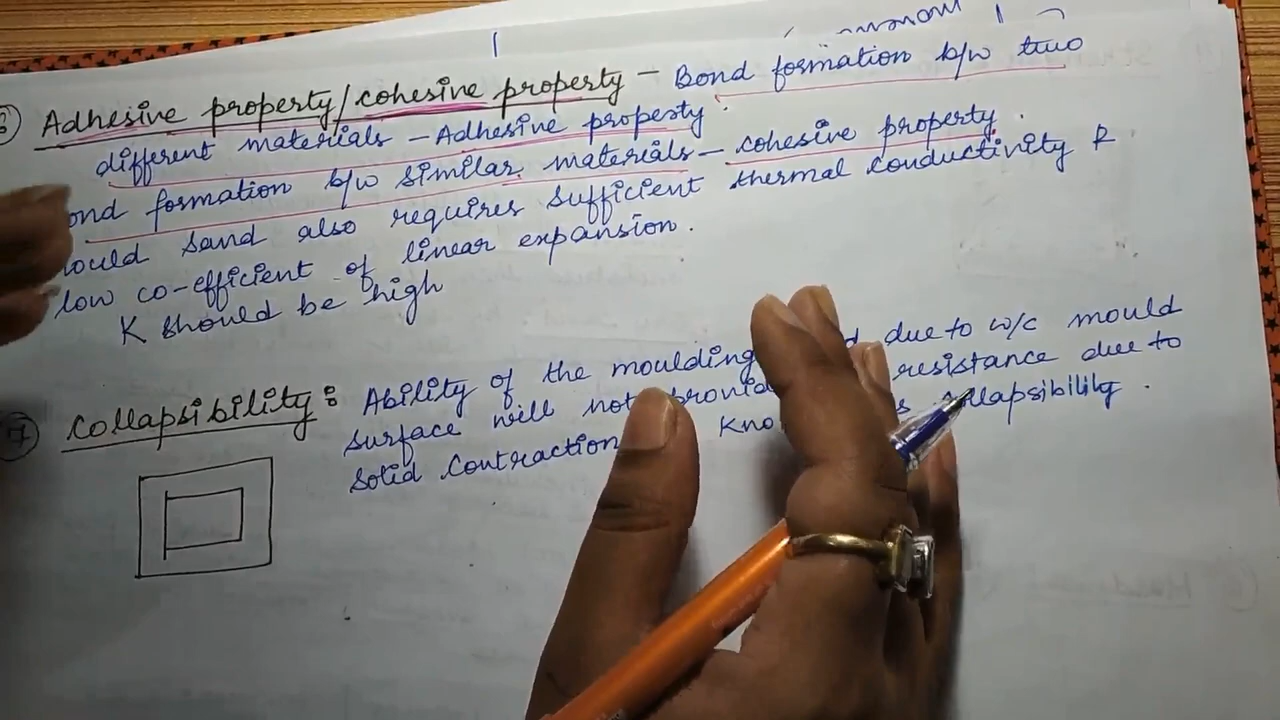 Adhesive property/cohesive property - Bond formation b/w two
different materials - Adhesive property.
ond formation b/w similar materials - cohesive property.
ould sand also requires sufficient thermal conductivity &
low co-efficient of linear expansion.
K should be high
7 Collapsibility: Ability of the moulding due to w/c mould
surface will not provid resistance due to
solid contraction kno s collapsibility.